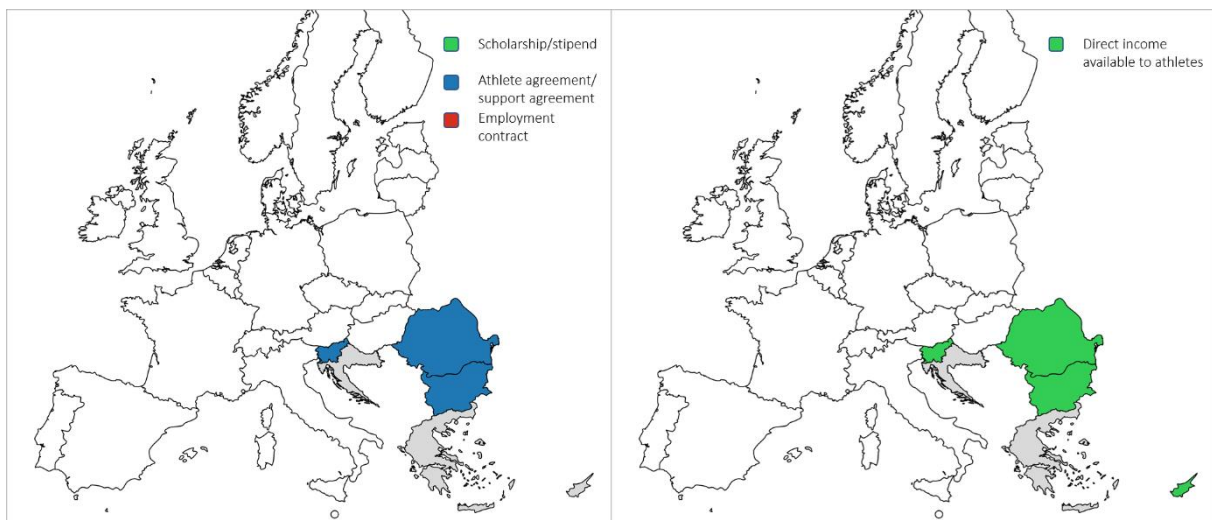 Scholarship/stipend
Athlete agreement/
support agreement
Employment
contract
Direct income
available to athletes